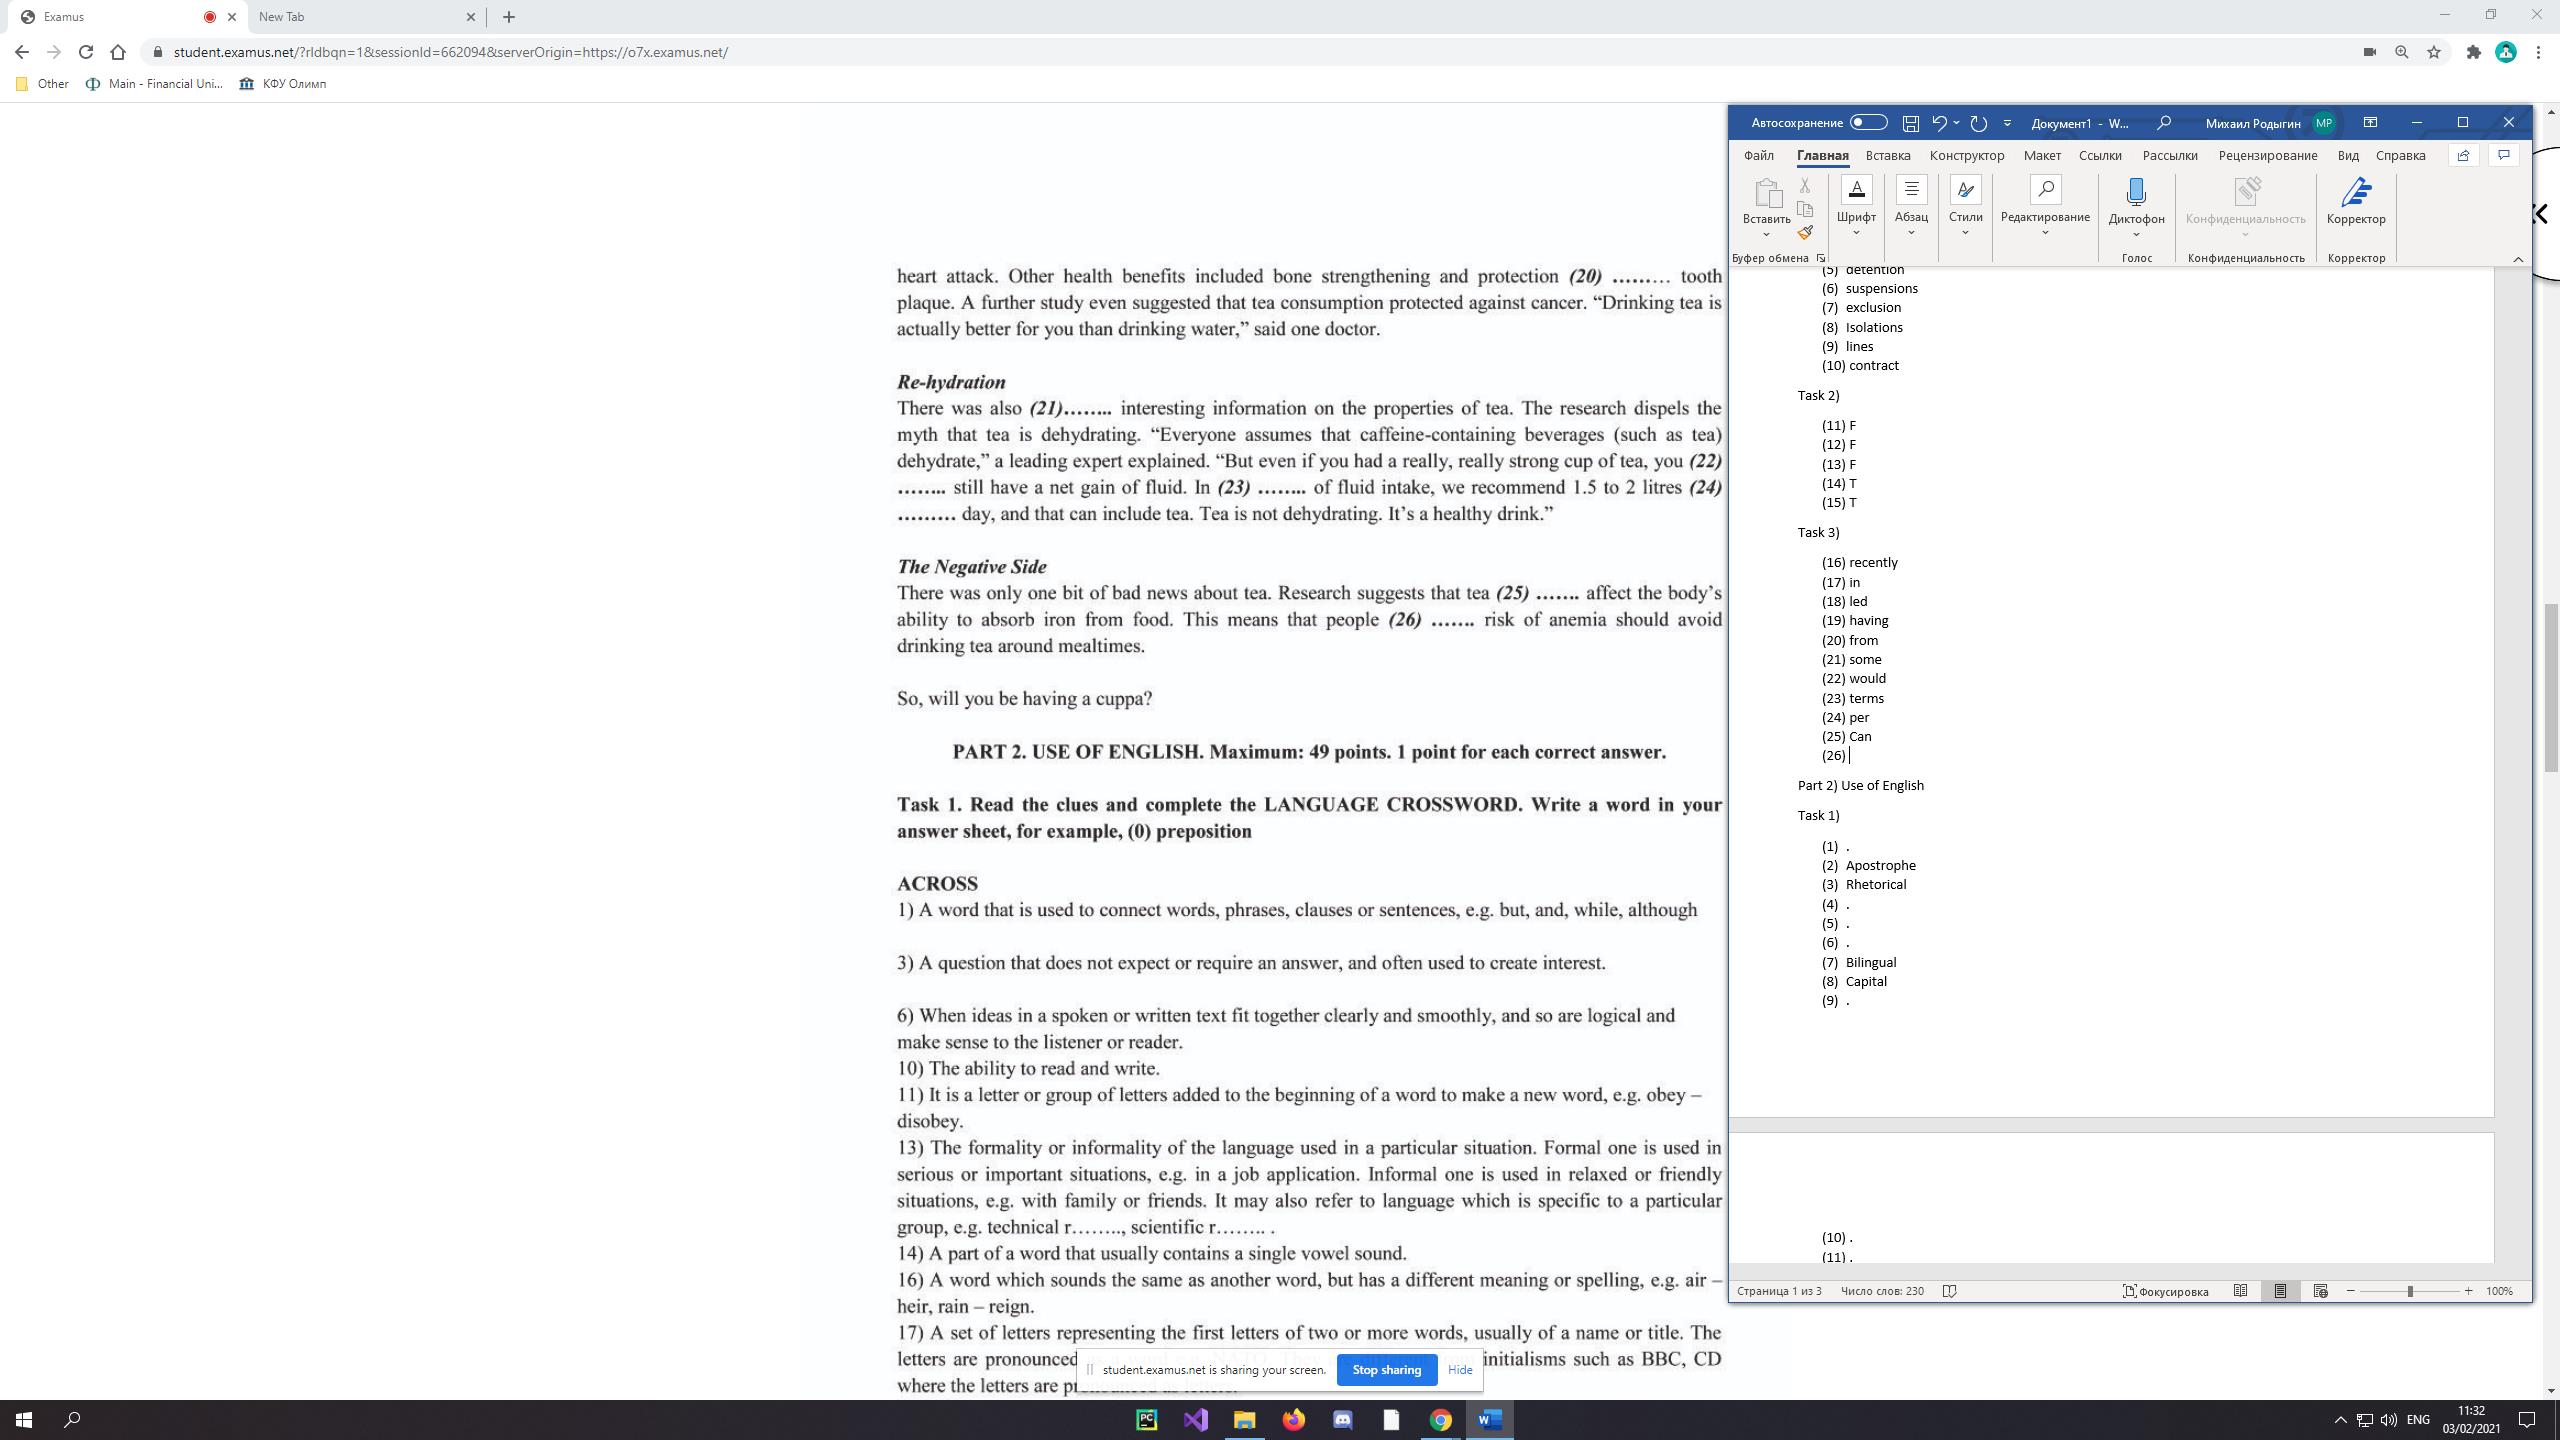 Examus
New Tab
student.examus.net/?rldbqn=1&sessionId=662094&serverOrigin=https://o7x.examus.net/
Other
Main - Financial Uni...
КФУ Олимп
heart attack. Other health benefits included bone strengthening and protection (20) ……… tooth
plaque. A further study even suggested that tea consumption protected against cancer. “Drinking tea is
actually better for you than drinking water,” said one doctor.
Re-hydration
There was also (21)…….. interesting information on the properties of tea. The research dispels the
myth that tea is dehydrating. “Everyone assumes that caffeine-containing beverages (such as tea)
dehydrate,” a leading expert explained. “But even if you had a really, really strong cup of tea, you (22)
…….. still have a net gain of fluid. In (23) …….. of fluid intake, we recommend 1.5 to 2 litres (24)
……… day, and that can include tea. Tea is not dehydrating. It’s a healthy drink.”
The Negative Side
There was only one bit of bad news about tea. Research suggests that tea (25) ……. affect the body’s
ability to absorb iron from food. This means that people (26) ……. risk of anemia should avoid
drinking tea around mealtimes.
So, will you be having a cuppa?
PART 2. USE OF ENGLISH. Maximum: 49 points. 1 point for each correct answer.
Task 1. Read the clues and complete the LANGUAGE CROSSWORD. Write a word in your
answer sheet, for example, (0) preposition
ACROSS
1) A word that is used to connect words, phrases, clauses or sentences, e.g. but, and, while, although
3) A question that does not expect or require an answer, and often used to create interest.
6) When ideas in a spoken or written text fit together clearly and smoothly, and so are logical and
make sense to the listener or reader.
10) The ability to read and write.
11) It is a letter or group of letters added to the beginning of a word to make a new word, e.g. obey –
disobey.
13) The formality or informality of the language used in a particular situation. Formal one is used in
serious or important situations, e.g. in a job application. Informal one is used in relaxed or friendly
situations, e.g. with family or friends. It may also refer to language which is specific to a particular
group, e.g. technical r…….., scientific r…….. .
14) A part of a word that usually contains a single vowel sound.
16) A word which sounds the same as another word, but has a different meaning or spelling, e.g. air –
heir, rain – reign.
17) A set of letters representing the first letters of two or more words, usually of a name or title. The
letters are pronounced initialisms such as BBC, CD
where the letters are
student.examus.net is sharing your screen.
Stop sharing
Hide
Автосохранение
Документ1 - W...
Михаил Родыгин
МР
Файл
Главная
Вставка
Конструктор
Макет
Ссылки
Рассылки
Рецензирование
Вид
Справка
Вставить
Шрифт
Абзац
Стили
Редактирование
Диктофон
Конфиденциальность
Корректор
Буфер обмена
Голос
Конфиденциальность
Корректор
(5) detention
(6) suspensions
(7) exclusion
(8) Isolations
(9) lines
(10) contract
Task 2)
(11) F
(12) F
(13) F
(14) T
(15) T
Task 3)
(16) recently
(17) in
(18) led
(19) having
(20) from
(21) some
(22) would
(23) terms
(24) per
(25) Can
(26)
Part 2) Use of English
Task 1)
(1) .
(2) Apostrophe
(3) Rhetorical
(4) .
(5) .
(6) .
(7) Bilingual
(8) Capital
(9) .
(10) .
(11) .
Страница 1 из 3
Число слов: 230
Фокусировка
100%
PC
ENG
11:32
03/02/2021